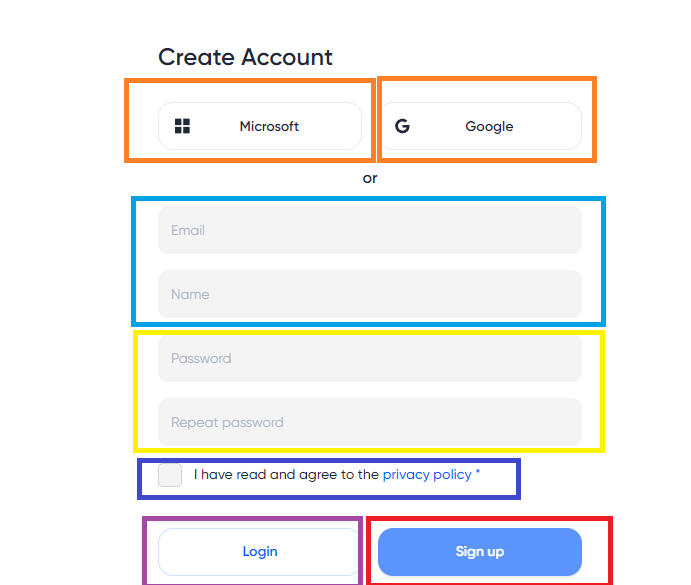 Create Account
Microsoft
Google
or
Email
Name
Password
Repeat password
I have read and agree to the privacy policy *
Login
Sign up